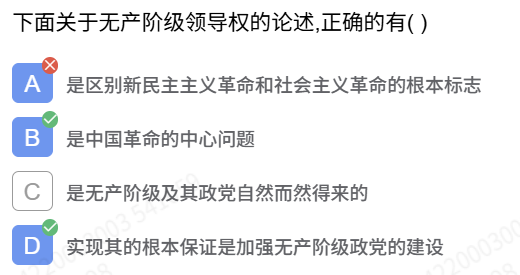 下面关于无产阶级领导权的论述,正确的有( )
A 是区别新民主主义革命和社会主义革命的根本标志
B 是中国革命的中心问题
C 是无产阶级及其政党自然而然得来的
D 实现其的根本保证是加强无产阶级政党的建设